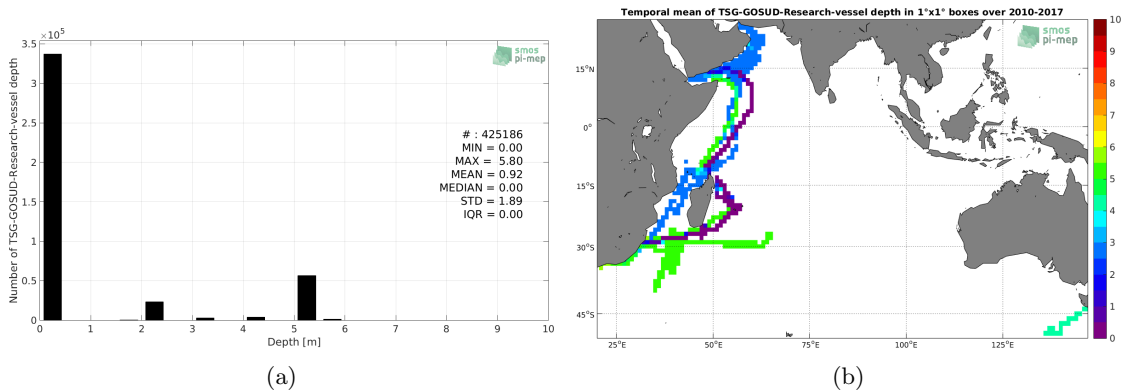 ×10⁵
3.5
3
2.5
2
1.5
1
0.5
0
Number of TSG-GOSUD-Research-vessel depth
smos
pi-mep
# : 425186
MIN = 0.00
MAX = 5.80
MEAN = 0.92
MEDIAN = 0.00
STD = 1.89
IQR = 0.00
0 1 2 3 4 5 6 7 8 9 10
Depth [m]
(a)
Temporal mean of TSG-GOSUD-Research-vessel depth in 1°x1° boxes over 2010-2017
smos
pi-mep
15°N
0°
15°S
30°S
45°S
25°E 50°E 75°E 100°E 125°E
10
9
8
7
6
5
4
3
2
1
0
(b)